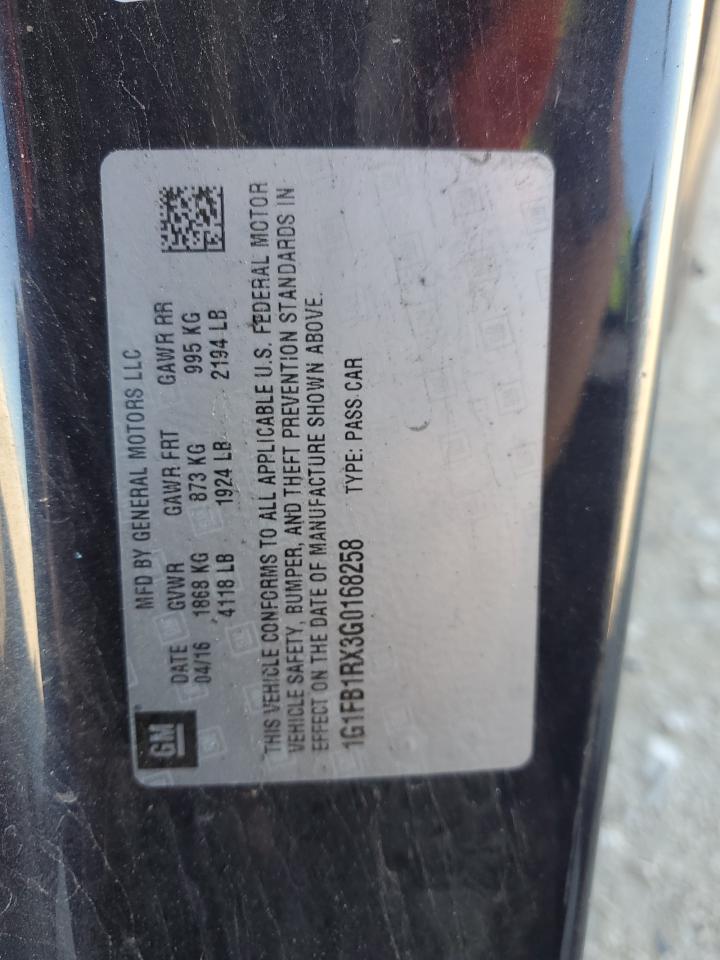 GM
MFD BY GENERAL MOTORS LLC
DATE GVWR GAWR FRT GAWR RR
04/16 1868 KG 873 KG 995 KG
4118 LB 1924 LB 2194 LB
THIS VEHICLE CONFORMS TO ALL APPLICABLE U.S. FEDERAL MOTOR
VEHICLE SAFETY, BUMPER, AND THEFT PREVENTION STANDARDS IN
EFFECT ON THE DATE OF MANUFACTURE SHOWN ABOVE.
1G1FB1RX3G0168258 TYPE: PASS CAR